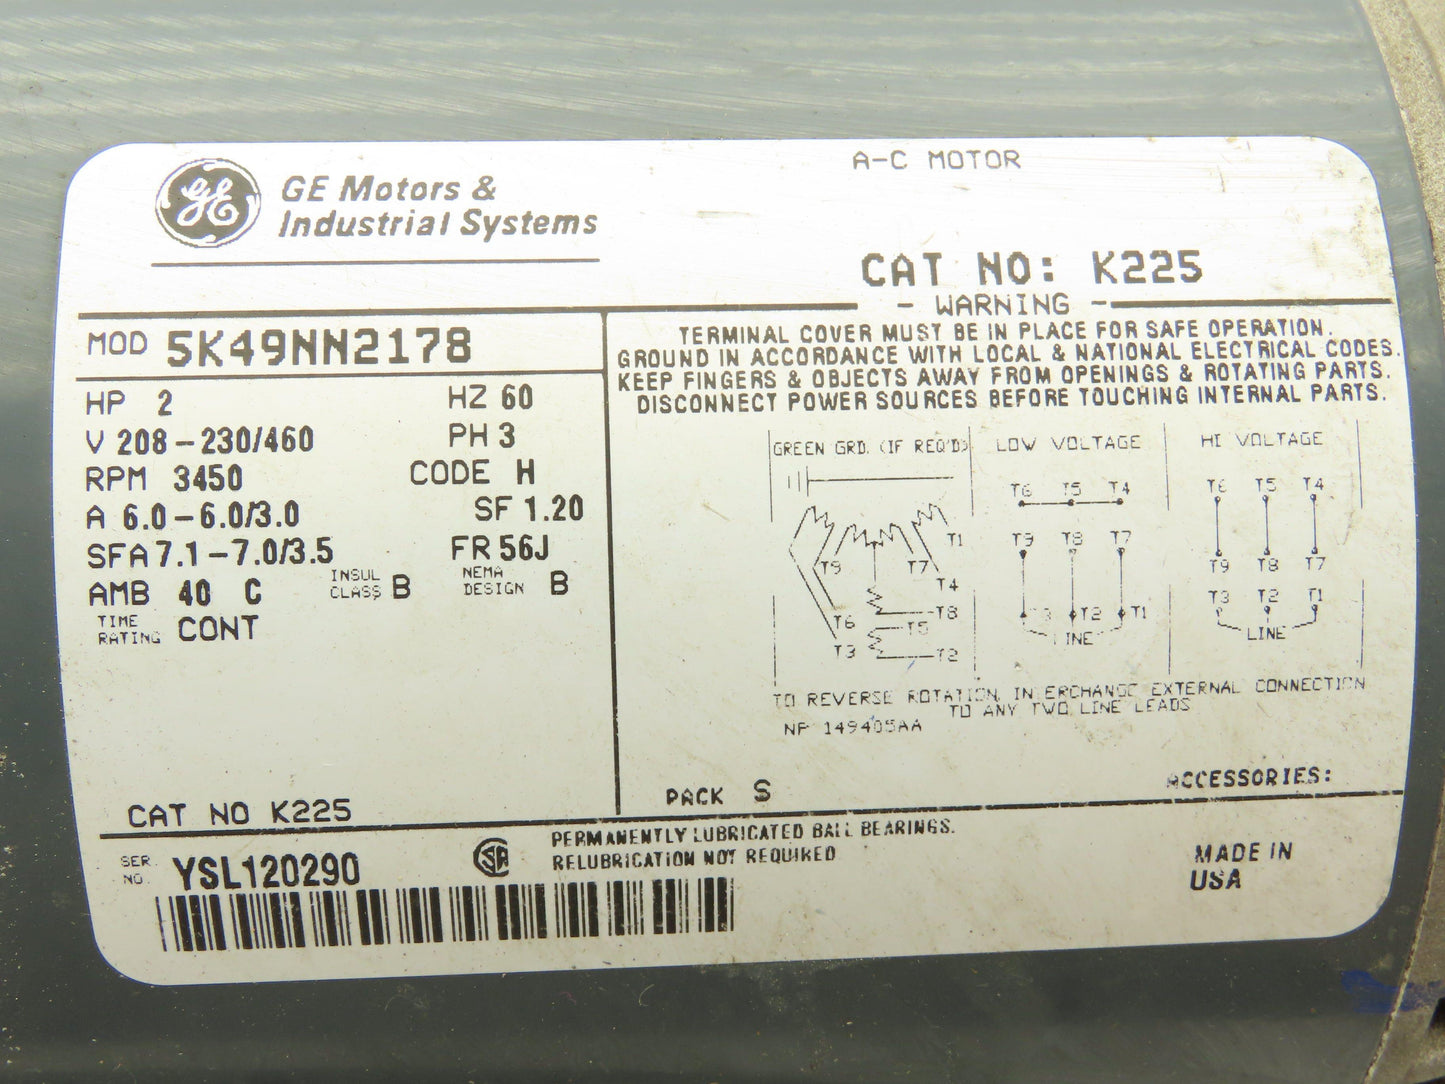 A-C MOTOR
GE
GE Motors &
Industrial Systems
CAT NO: K225
- WARNING -
TERMINAL COVER MUST BE IN PLACE FOR SAFE OPERATION.
GROUND IN ACCORDANCE WITH LOCAL & NATIONAL ELECTRICAL CODES.
KEEP FINGERS & OBJECTS AWAY FROM OPENINGS & ROTATING PARTS.
DISCONNECT POWER SOURCES BEFORE TOUCHING INTERNAL PARTS.
MOD 5K49NN2178
HP 2 HZ 60
V 208-230/460 PH 3
RPM 3450 CODE H
A 6.0-6.0/3.0 SF 1.20
SFA 7.1-7.0/3.5 FR 56J
AMB 40 C INSUL CLASS B NEMA DESIGN B
TIME RATING CONT
CAT NO K225
GREEN GRD. (IF REQ'D)
T1
T9 T7
T4
T8
T6 T5
T3 T2
LOW VOLTAGE
T6 T5 T4
T9 T8 T7
T2 T1
HI VOLTAGE
T6 T5 T4
T9 T8 T7
T3 T2 T1
LINE
TO REVERSE ROTATION, EXTERNAL CONNECTION
TO ANY TWO LINE LEADS
NP 149405AA
PACK S
ACCESSORIES:
SER. NO. YSL120290
PERMANENTLY LUBRICATED BALL BEARINGS.
RELUBRICATION NOT REQUIRED
MADE IN
USA